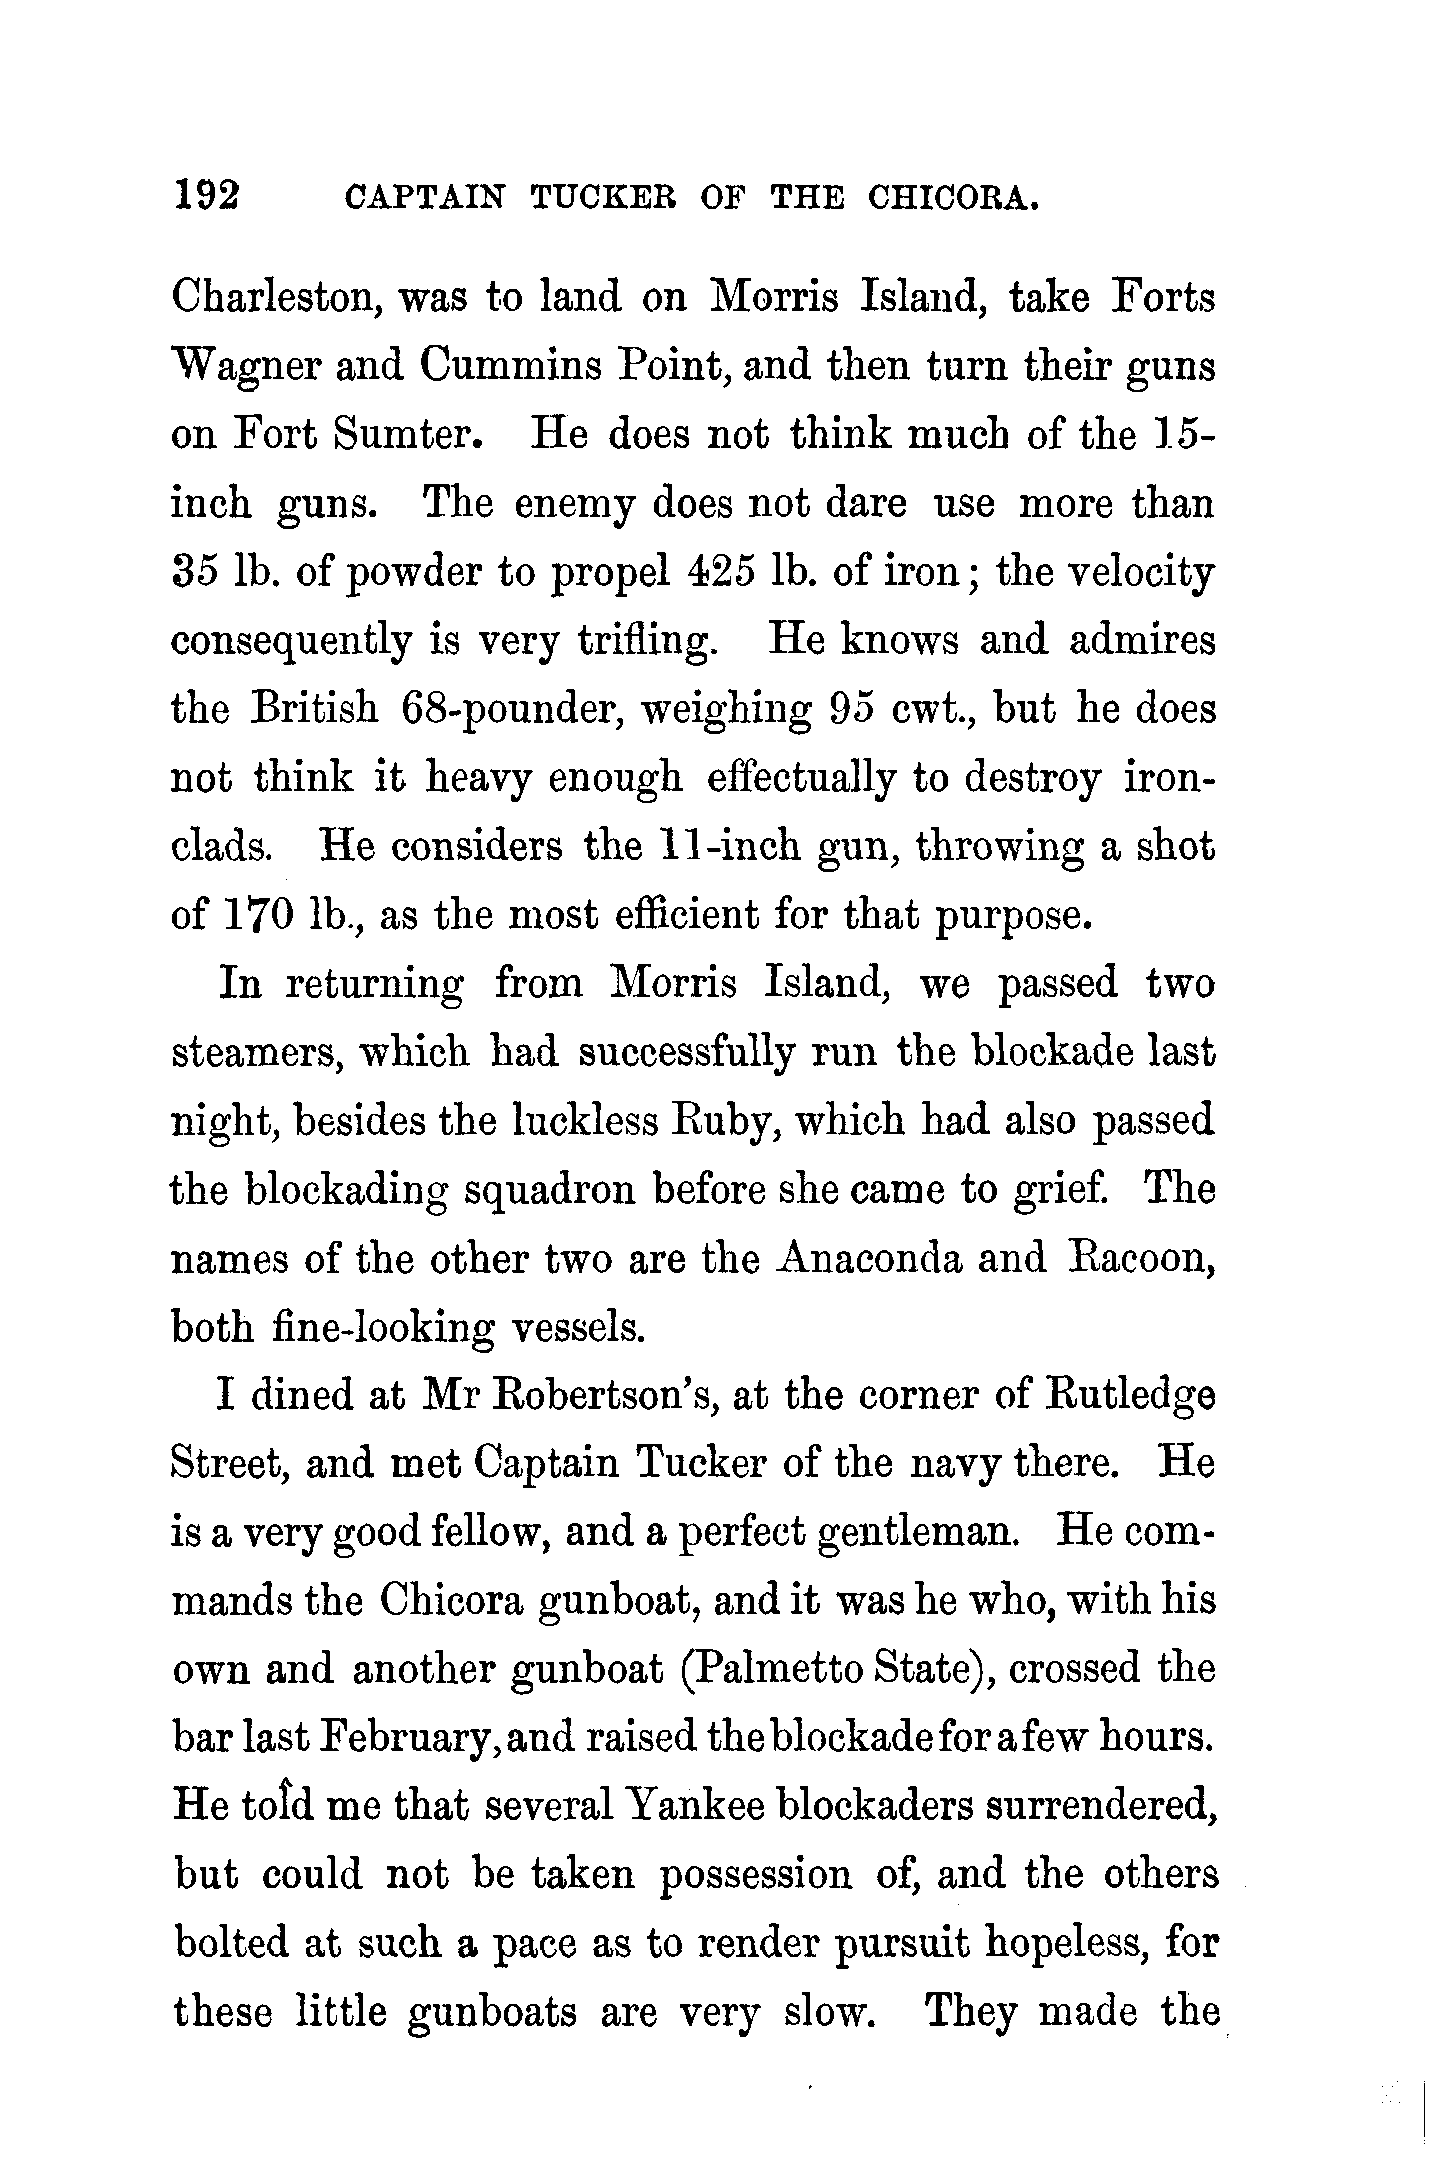 192 CAPTAIN TUCKER OF THE CHICORA.
Charleston, was to land on Morris Island, take Forts
Wagner and Cummins Point, and then turn their guns
on Fort Sumter. He does not think much of the 15-
inch guns. The enemy does not dare use more than
35 lb. of powder to propel 425 lb. of iron; the velocity
consequently is very trifling. He knows and admires
the British 68-pounder, weighing 95 cwt., but he does
not think it heavy enough effectually to destroy iron-
clads. He considers the 11-inch gun, throwing a shot
of 170 lb., as the most efficient for that purpose.
In returning from Morris Island, we passed two
steamers, which had successfully run the blockade last
night, besides the luckless Ruby, which had also passed
the blockading squadron before she came to grief. The
names of the other two are the Anaconda and Racoon,
both fine-looking vessels.
I dined at Mr Robertson's, at the corner of Rutledge
Street, and met Captain Tucker of the navy there. He
is a very good fellow, and a perfect gentleman. He com-
mands the Chicora gunboat, and it was he who, with his
own and another gunboat (Palmetto State), crossed the
bar last February, and raised the blockade for a few hours.
He told me that several Yankee blockaders surrendered,
but could not be taken possession of, and the others
bolted at such a pace as to render pursuit hopeless, for
these little gunboats are very slow. They made the